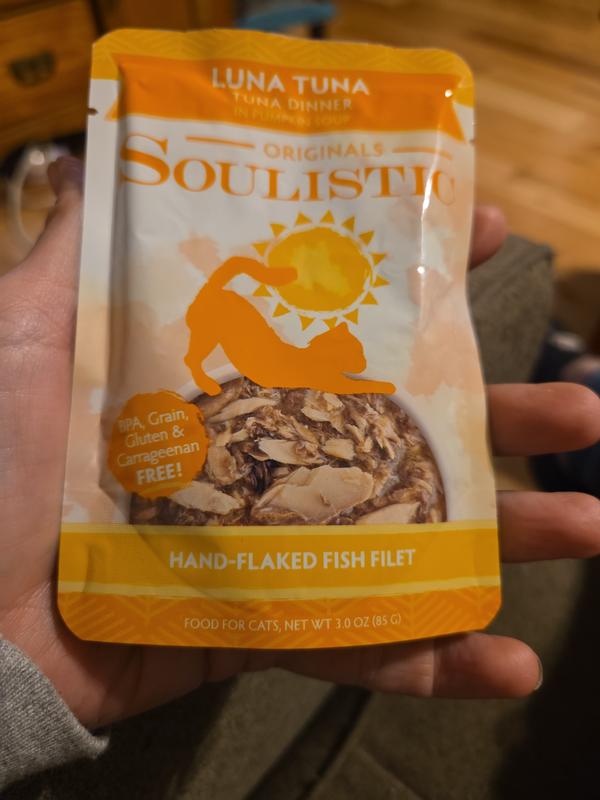 LUNA TUNA
TUNA DINNER
IN PUMPKIN SOUP
ORIGINALS
SOULISTIC
BPA, Grain,
Gluten &
Carrageenan
FREE!
HAND-FLAKED FISH FILET
FOOD FOR CATS, NET WT 3.0 OZ (85 G)